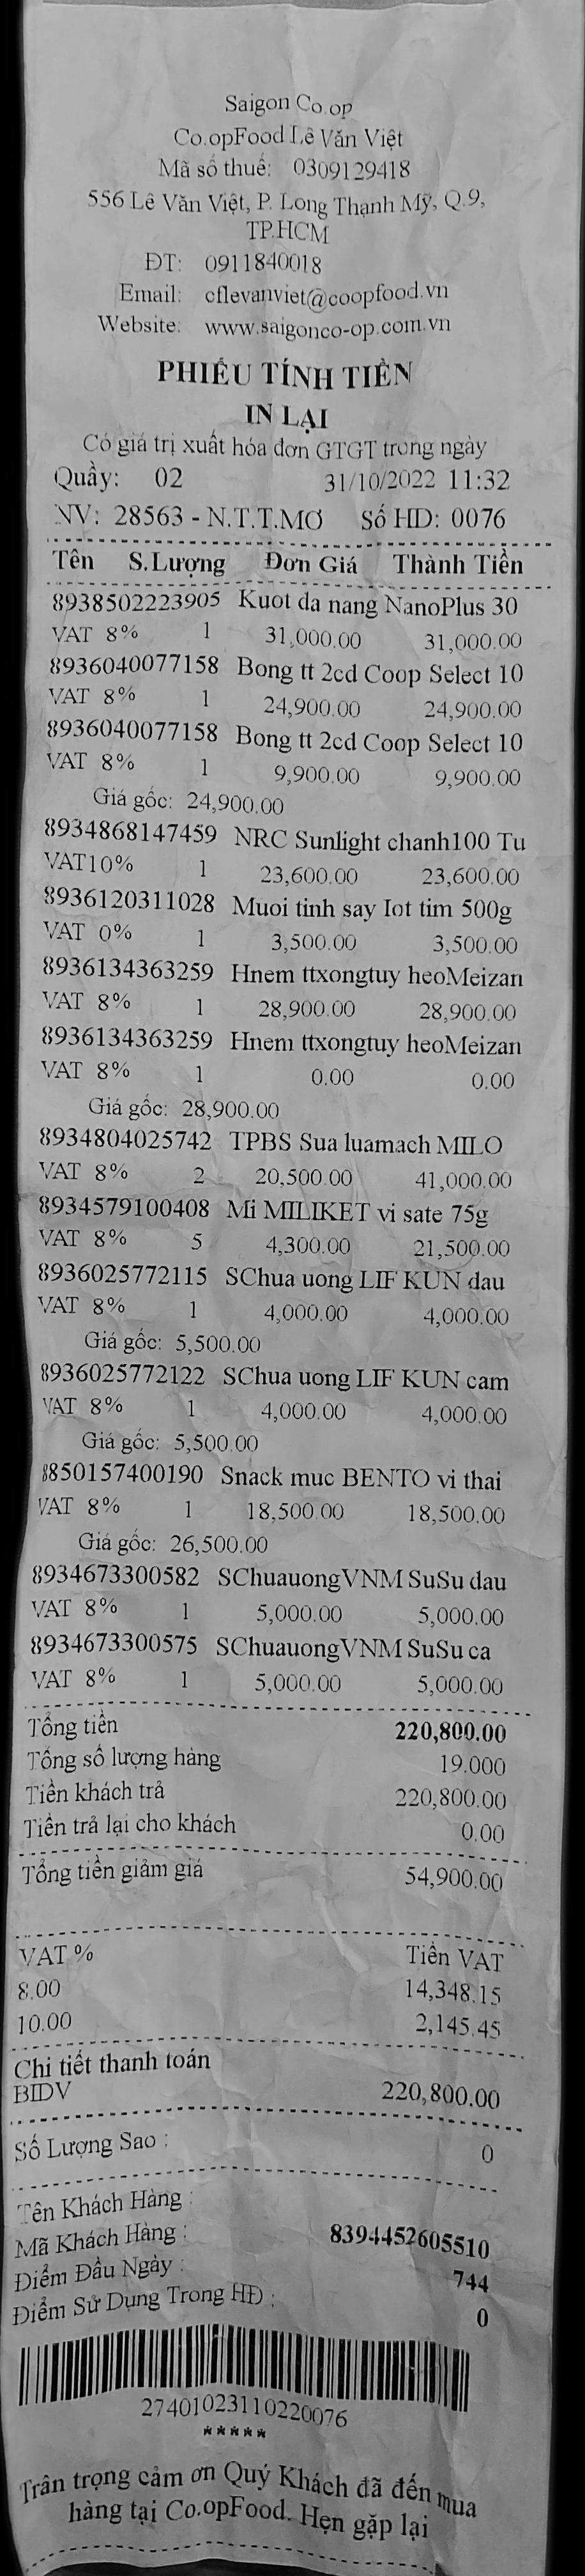 Saigon Co.op
Co.opFood Lê Văn Việt
Mã số thuế: 0309129418
556 Lê Văn Việt, P. Long Thạnh Mỹ, Q.9,
TP.HCM
ĐT: 0911840018
Email: cflevanviet@coopfood.vn
Website: www.saigonco-op.com.vn
PHIẾU TÍNH TIỀN
IN LẠI
Có giá trị xuất hóa đơn GTGT trong ngày
Quầy: 02 31/10/2022 11:32
NV: 28563 - N.T.T.MƠ Số HD: 0076
Tên S.Lượng Đơn Giá Thành Tiền
8938502223905 Kuot da nang NanoPlus 30
VAT 8% 1 31,000.00 31,000.00
8936040077158 Bong tt 2cd Coop Select 10
VAT 8% 1 24,900.00 24,900.00
8936040077158 Bong tt 2cd Coop Select 10
VAT 8% 1 9,900.00 9,900.00
Giá gốc: 24,900.00
8934868147459 NRC Sunlight chanh100 Tu
VAT10% 1 23,600.00 23,600.00
8936120311028 Muoi tinh say Iot tim 500g
VAT 0% 1 3,500.00 3,500.00
8936134363259 Hnem ttxongtuy heoMeizan
VAT 8% 1 28,900.00 28,900.00
8936134363259 Hnem ttxongtuy heoMeizan
VAT 8% 1 0.00 0.00
Giá gốc: 28,900.00
8934804025742 TPBS Sua luamach MILO
VAT 8% 2 20,500.00 41,000.00
8934579100408 Mi MILIKET vi sate 75g
VAT 8% 5 4,300.00 21,500.00
8936025772115 SChua uong LIF KUN dau
VAT 8% 1 4,000.00 4,000.00
Giá gốc: 5,500.00
8936025772122 SChua uong LIF KUN cam
VAT 8% 1 4,000.00 4,000.00
Giá gốc: 5,500.00
8850157400190 Snack muc BENTO vi thai
VAT 8% 1 18,500.00 18,500.00
Giá gốc: 26,500.00
8934673300582 SChuauongVNM SuSu dau
VAT 8% 1 5,000.00 5,000.00
8934673300575 SChuauongVNM SuSu ca
VAT 8% 1 5,000.00 5,000.00
Tổng tiền 220,800.00
Tổng số lượng hàng 19.000
Tiền khách trả 220,800.00
Tiền trả lại cho khách 0.00
Tổng tiền giảm giá 54,900.00
VAT % Tiền VAT
8.00 14,348.15
10.00 2,145.45
Chi tiết thanh toán
BIDV 220,800.00
Số Lượng Sao : 0
Tên Khách Hàng :
Mã Khách Hàng : 8394452605510
Điểm Đầu Ngày : 744
Điểm Sử Dụng Trong HĐ : 0
27401023110220076
*****
Trân trọng cảm ơn Quý Khách đã đến mua
hàng tại Co.opFood. Hẹn gặp lại